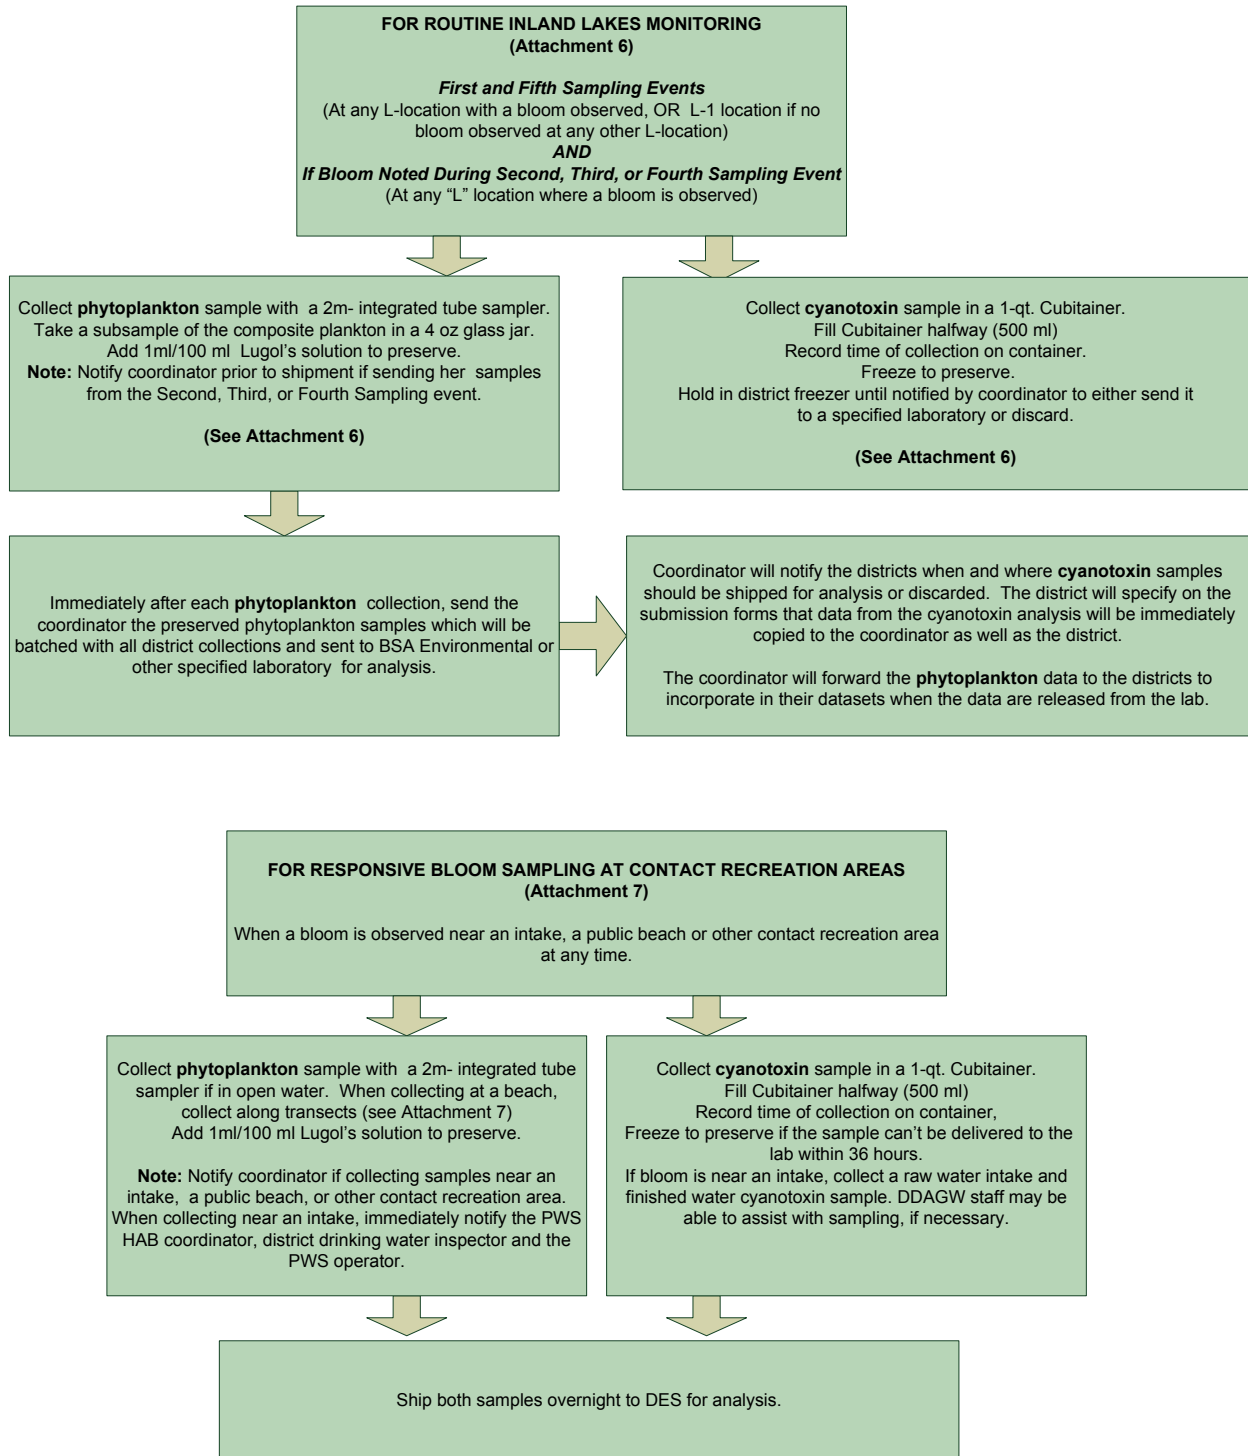 FOR ROUTINE INLAND LAKES MONITORING
(Attachment 6)
First and Fifth Sampling Events
(At any L-location with a bloom observed, OR L-1 location if no
bloom observed at any other L-location)
AND
If Bloom Noted During Second, Third, or Fourth Sampling Event
(At any “L” location where a bloom is observed)
Collect phytoplankton sample with a 2m- integrated tube sampler.
Take a subsample of the composite plankton in a 4 oz glass jar.
Add 1ml/100 ml Lugol’s solution to preserve.
Note: Notify coordinator prior to shipment if sending her samples
from the Second, Third, or Fourth Sampling event.
(See Attachment 6)
Collect cyanotoxin sample in a 1-qt. Cubitainer.
Fill Cubitainer halfway (500 ml)
Record time of collection on container.
Freeze to preserve.
Hold in district freezer until notified by coordinator to either send it
to a specified laboratory or discard.
(See Attachment 6)
Immediately after each phytoplankton collection, send the
coordinator the preserved phytoplankton samples which will be
batched with all district collections and sent to BSA Environmental or
other specified laboratory for analysis.
Coordinator will notify the districts when and where cyanotoxin samples
should be shipped for analysis or discarded. The district will specify on the
submission forms that data from the cyanotoxin analysis will be immediately
copied to the coordinator as well as the district.
The coordinator will forward the phytoplankton data to the districts to
incorporate in their datasets when the data are released from the lab.
FOR RESPONSIVE BLOOM SAMPLING AT CONTACT RECREATION AREAS
(Attachment 7)
When a bloom is observed near an intake, a public beach or other contact recreation area
at any time.
Collect phytoplankton sample with a 2m- integrated tube
sampler if in open water. When collecting at a beach,
collect along transects (see Attachment 7)
Add 1ml/100 ml Lugol’s solution to preserve.
Note: Notify coordinator if collecting samples near an
intake, a public beach, or other contact recreation area.
When collecting near an intake, immediately notify the PWS
HAB coordinator, district drinking water inspector and the
PWS operator.
Collect cyanotoxin sample in a 1-qt. Cubitainer.
Fill Cubitainer halfway (500 ml)
Record time of collection on container,
Freeze to preserve if the sample can’t be delivered to the
lab within 36 hours.
If bloom is near an intake, collect a raw water intake and
finished water cyanotoxin sample. DDAGW staff may be
able to assist with sampling, if necessary.
Ship both samples overnight to DES for analysis.